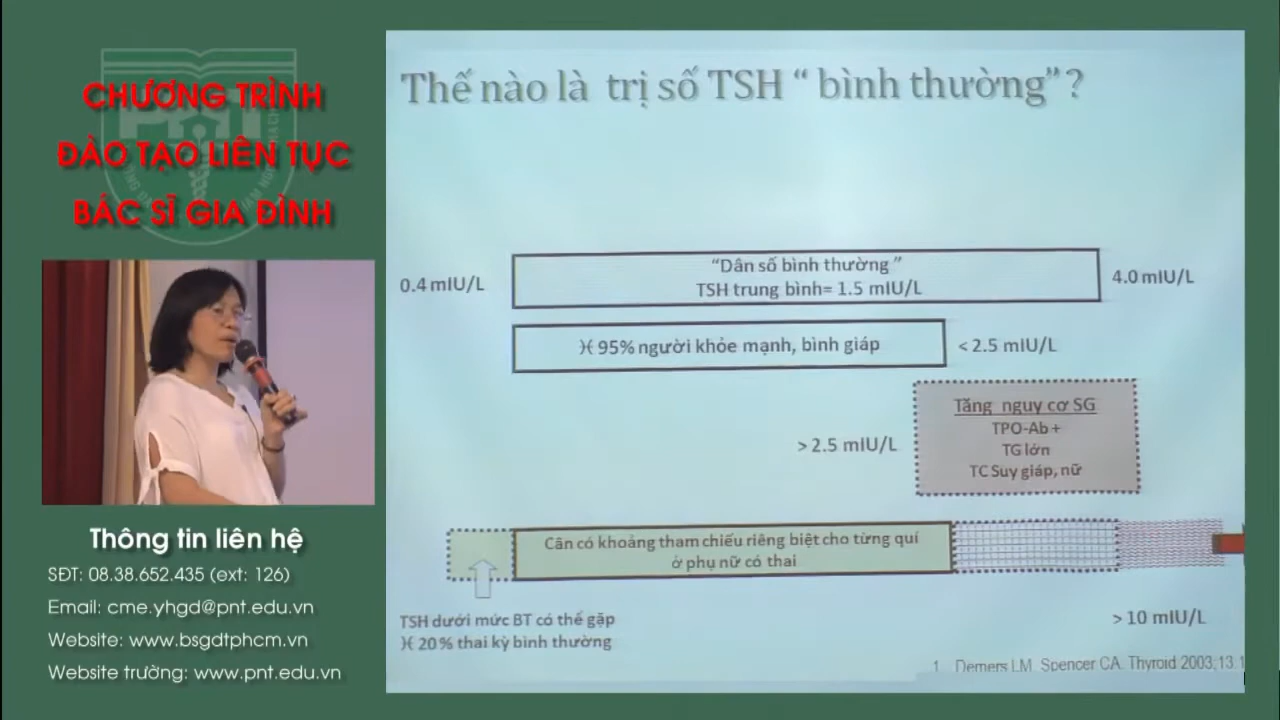 CHƯƠNG TRÌNH
ĐÀO TẠO LIÊN TỤC
BÁC SĨ GIA ĐÌNH
Thông tin liên hệ
SĐT: 08.38.652.435 (ext: 126)
Email: cme.yhgd@pnt.edu.vn
Website: www.bsgdtphcm.vn
Website trường: www.pnt.edu.vn
Thế nào là trị số TSH “ bình thường”?
0.4 mIU/L
“Dân số bình thường ”
TSH trung bình= 1.5 mIU/L
4.0 mIU/L
95% người khỏe mạnh, bình giáp
< 2.5 mIU/L
> 2.5 mIU/L
Tăng nguy cơ SG
TPO-Ab +
TG lớn
TC Suy giáp, nữ
Cần có khoảng tham chiếu riêng biệt cho từng quí
ở phụ nữ có thai
TSH dưới mức BT có thể gặp
20% thai kỳ bình thường
> 10 mIU/L
1. Demers LM, Spencer CA. Thyroid 2003;13:1